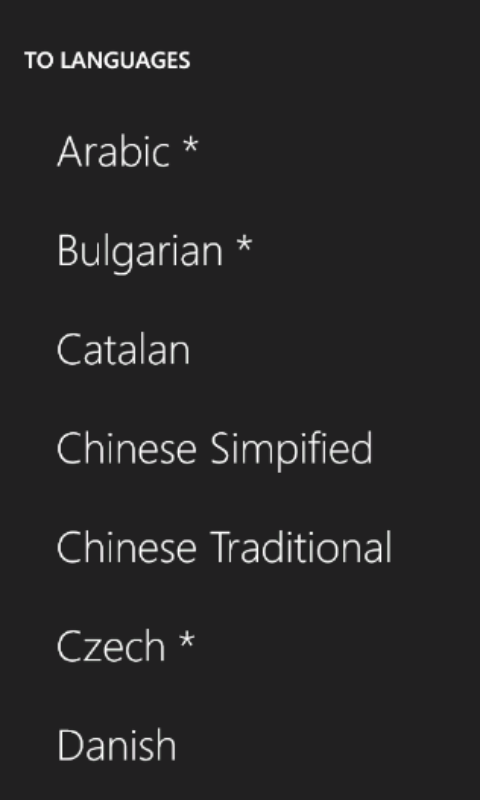 TO LANGUAGES
Arabic *
Bulgarian *
Catalan
Chinese Simpified
Chinese Traditional
Czech *
Danish